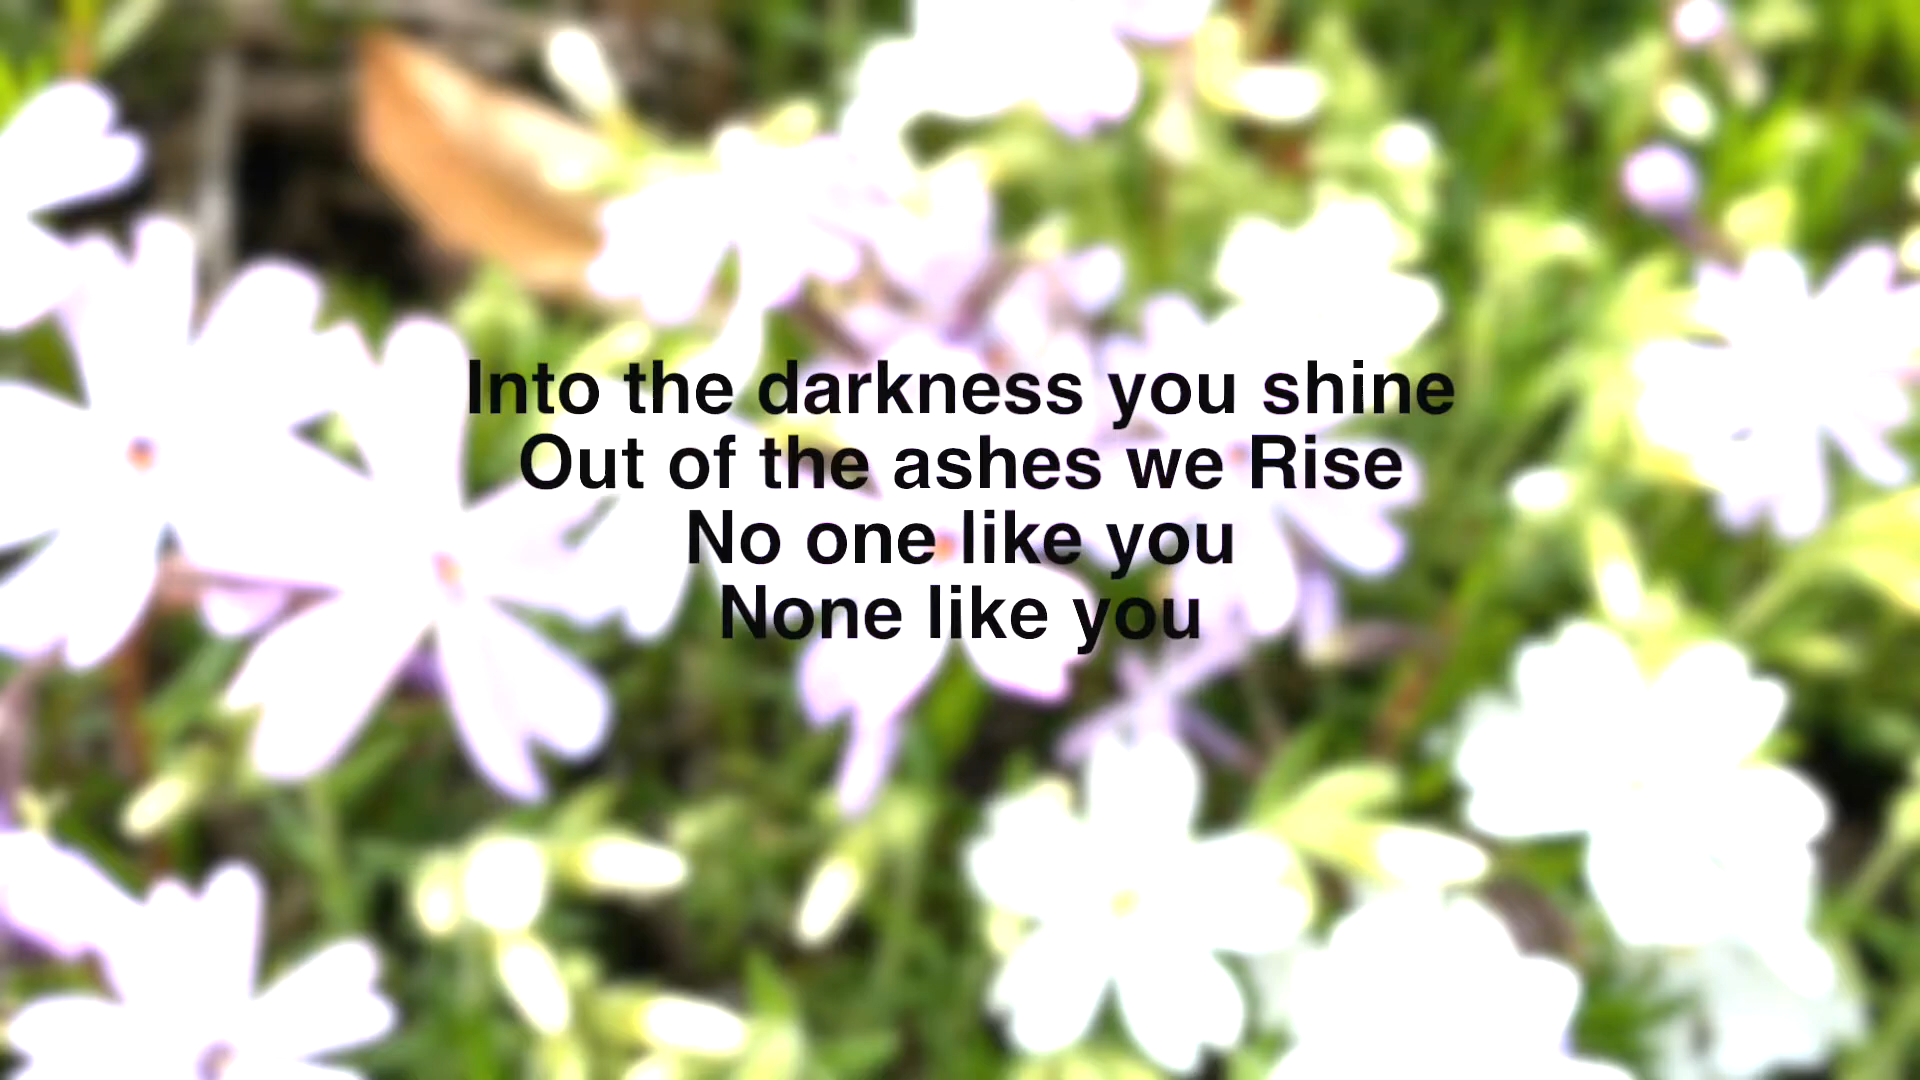 Into the darkness you shine
Out of the ashes we Rise
No one like you
None like you